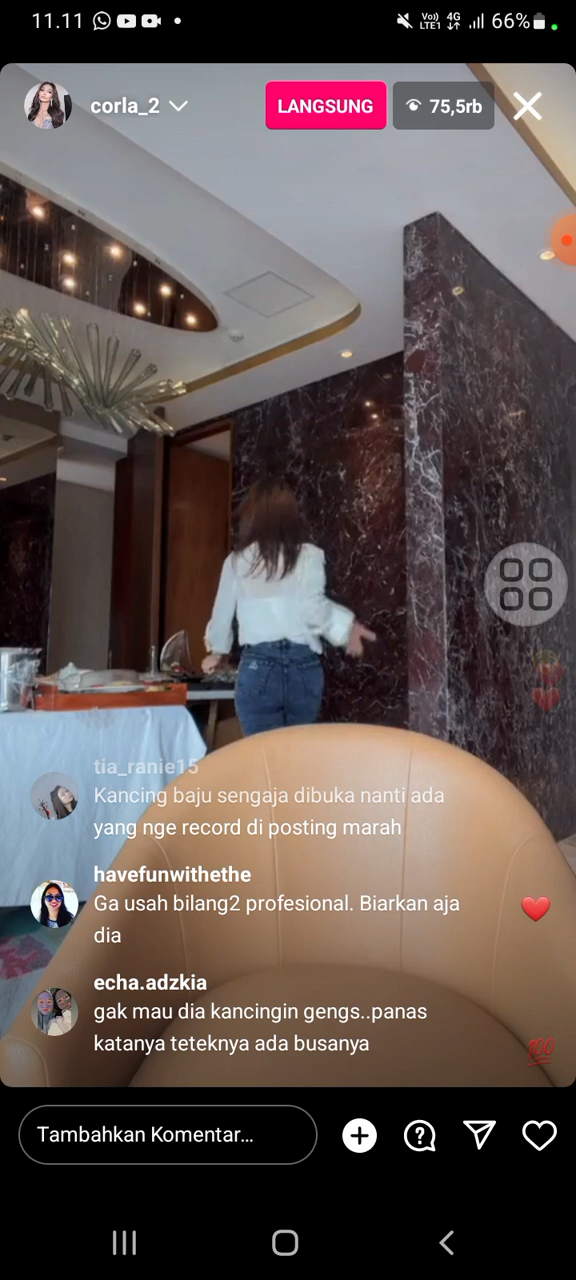 11.11
Vo))
LTE1
4G
66%
corla_2
LANGSUNG
75,5rb
tia_ranie15
Kancing baju sengaja dibuka nanti ada
yang nge record di posting marah
havefunwithethe
Ga usah bilang2 profesional. Biarkan aja
dia
echa.adzkia
gak mau dia kancingin gengs..panas
katanya teteknya ada busanya
100
Tambahkan Komentar...